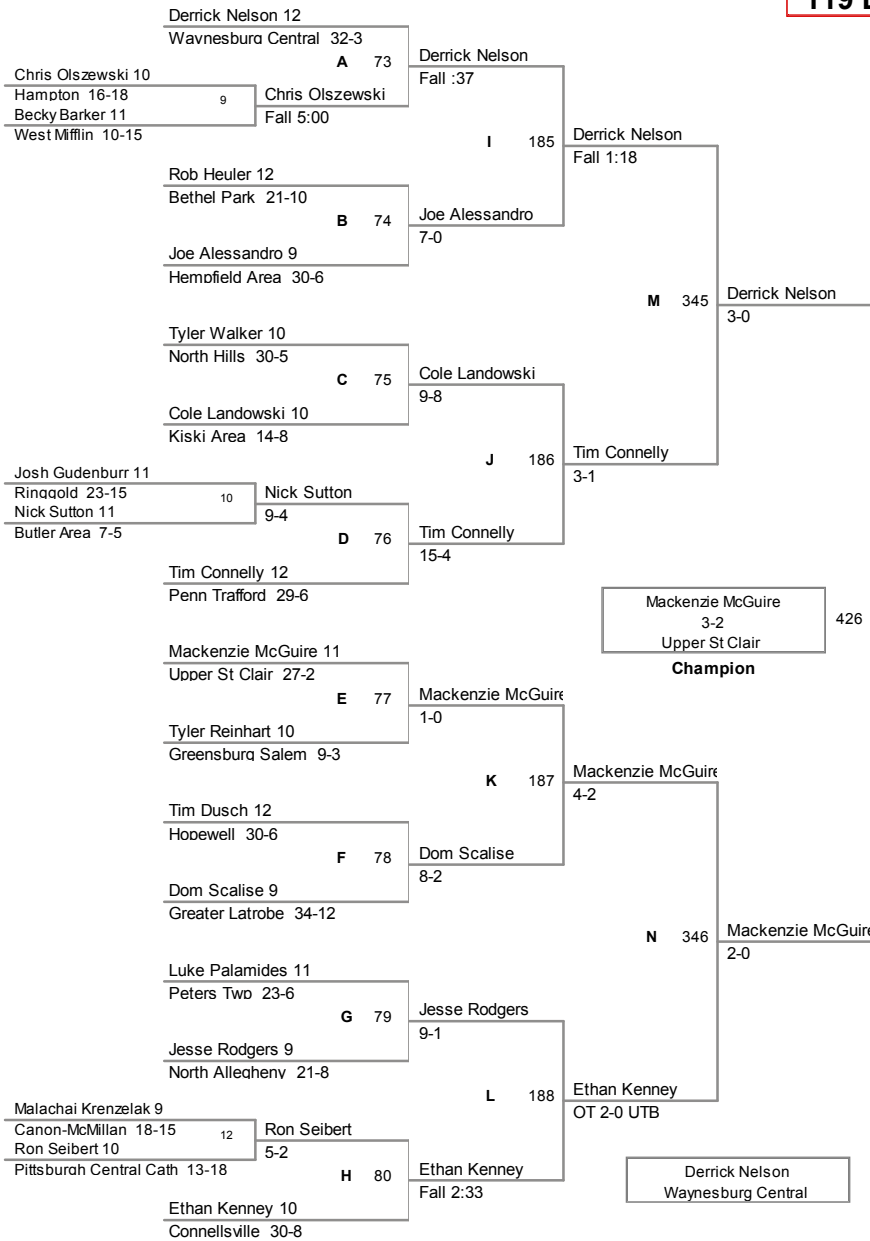 119 L
Derrick Nelson 12
Waynesburg Central 32-3
A 73
Derrick Nelson
Fall :37
Chris Olszewski 10
Hampton 16-18
9
Becky Barker 11
West Mifflin 10-15
Chris Olszewski
Fall 5:00
I 185
Derrick Nelson
Fall 1:18
Rob Heuler 12
Bethel Park 21-10
B 74
Joe Alessandro
7-0
Joe Alessandro 9
Hempfield Area 30-6
M 345
Derrick Nelson
3-0
Tyler Walker 10
North Hills 30-5
C 75
Cole Landowski
9-8
Cole Landowski 10
Kiski Area 14-8
J 186
Tim Connelly
3-1
Josh Gudenburr 11
Ringgold 23-15
10
Nick Sutton 11
Butler Area 7-5
Nick Sutton
9-4
D 76
Tim Connelly
15-4
Tim Connelly 12
Penn Trafford 29-6
Mackenzie McGuire
3-2
Upper St Clair
426
Champion
Mackenzie McGuire 11
Upper St Clair 27-2
E 77
Mackenzie McGuire
1-0
Tyler Reinhart 10
Greensburg Salem 9-3
K 187
Mackenzie McGuire
4-2
Tim Dusch 12
Hopewell 30-6
F 78
Dom Scalise
8-2
Dom Scalise 9
Greater Latrobe 34-12
N 346
Mackenzie McGuire
2-0
Luke Palamides 11
Peters Twp 23-6
G 79
Jesse Rodgers
9-1
Jesse Rodgers 9
North Allegheny 21-8
L 188
Ethan Kenney
OT 2-0 UTB
Malachai Krenzelak 9
Canon-McMillan 18-15
12
Ron Seibert 10
Pittsburgh Central Cath 13-18
Ron Seibert
5-2
H 80
Ethan Kenney
Fall 2:33
Ethan Kenney 10
Connellsville 30-8
Derrick Nelson
Waynesburg Central